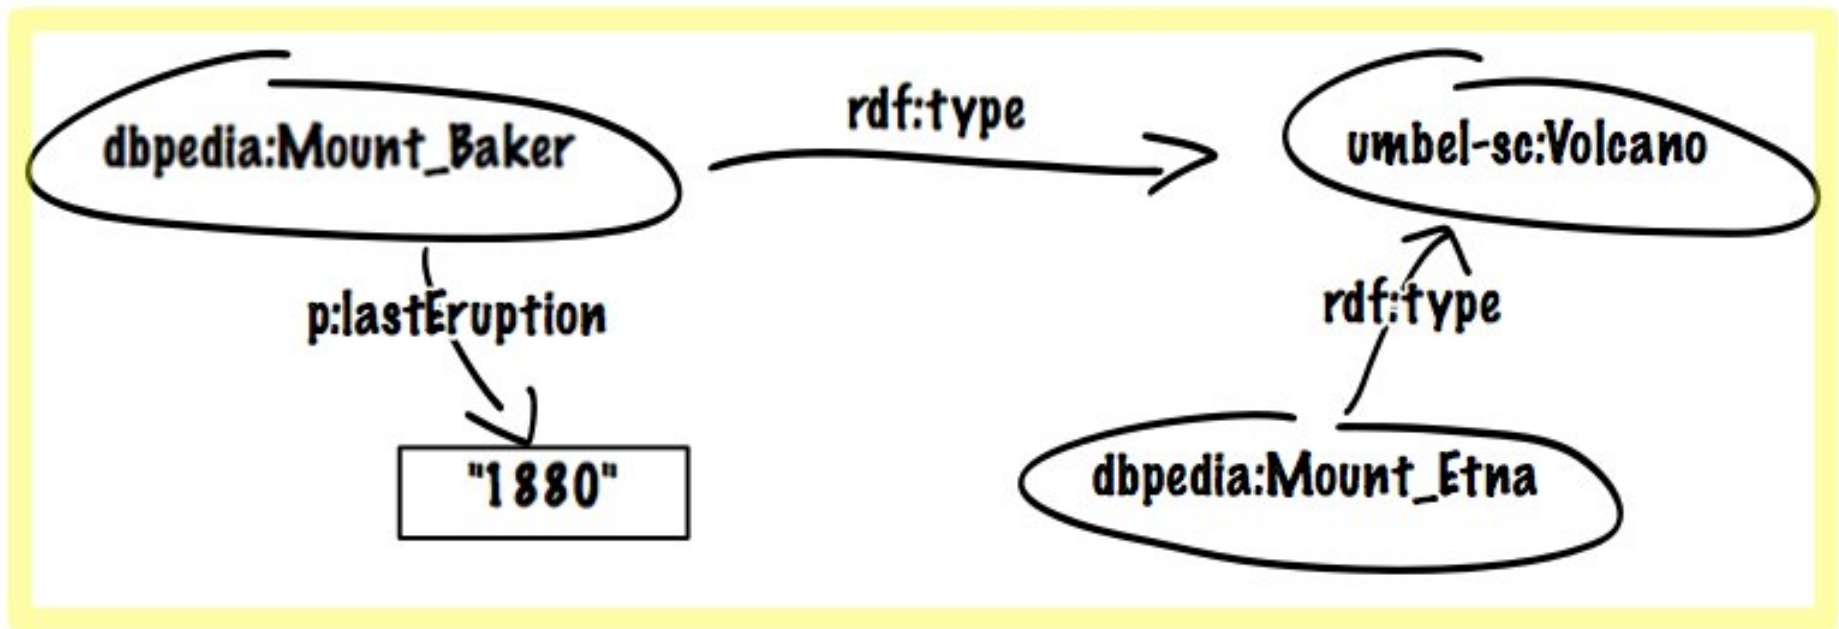 rdf:type
dbpedia:Mount_Baker
umbel-sc:Volcano
p:lastEruption
rdf:type
"1880"
dbpedia:Mount_Etna